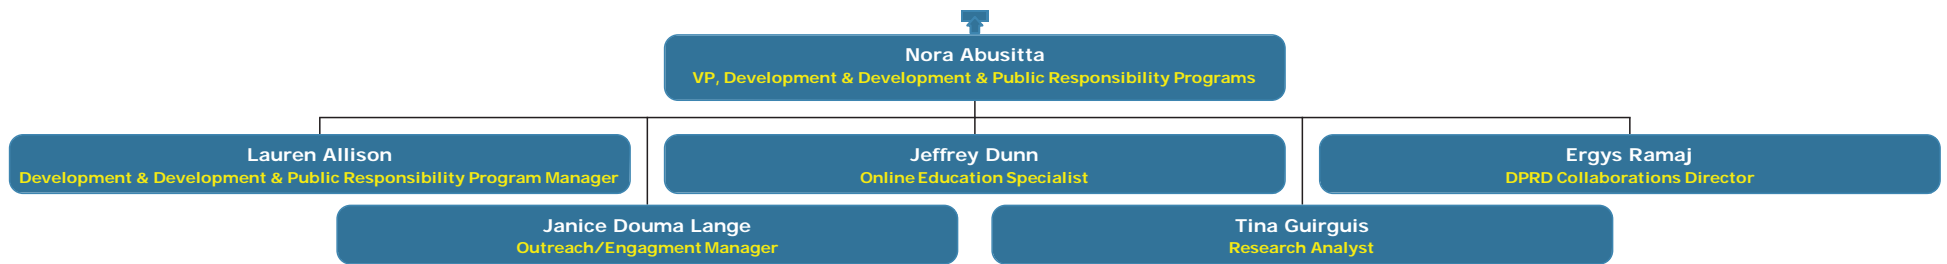 Nora Abusitta
VP, Development & Development & Public Responsibility Programs
Lauren Allison
Development & Development & Public Responsibility Program Manager
Jeffrey Dunn
Online Education Specialist
Ergys Ramaj
DPRD Collaborations Director
Janice Douma Lange
Outreach/Engagment Manager
Tina Guirguis
Research Analyst